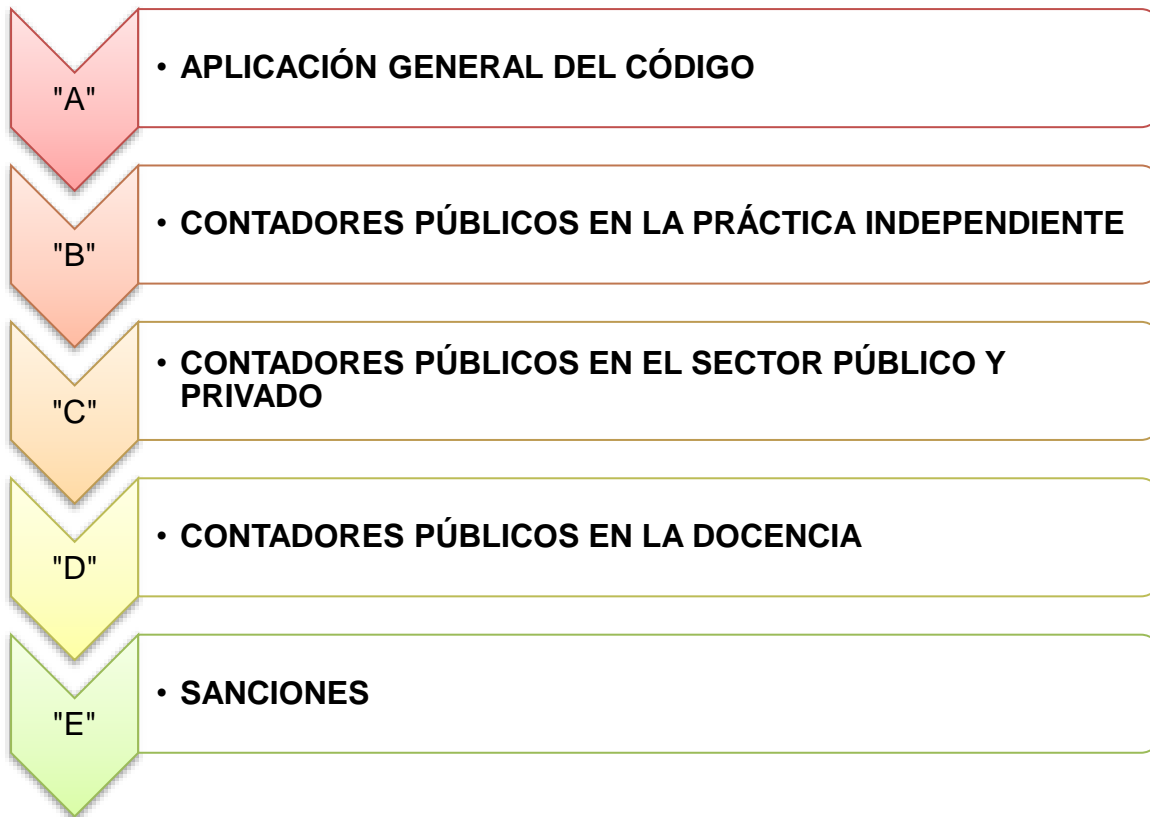 "A"
• APLICACIÓN GENERAL DEL CÓDIGO
"B"
• CONTADORES PÚBLICOS EN LA PRÁCTICA INDEPENDIENTE
"C"
• CONTADORES PÚBLICOS EN EL SECTOR PÚBLICO Y
PRIVADO
"D"
• CONTADORES PÚBLICOS EN LA DOCENCIA
"E"
• SANCIONES